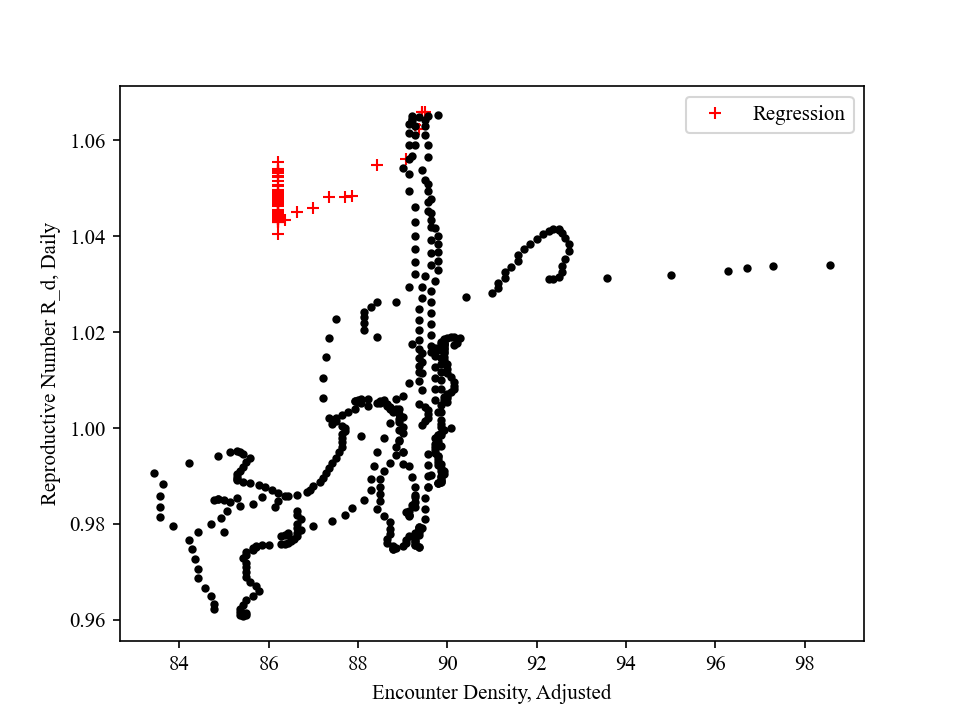 Regression
1.06
1.04
1.02
1.00
0.98
0.96
Reproductive Number R_d, Daily
84 86 88 90 92 94 96 98
Encounter Density, Adjusted